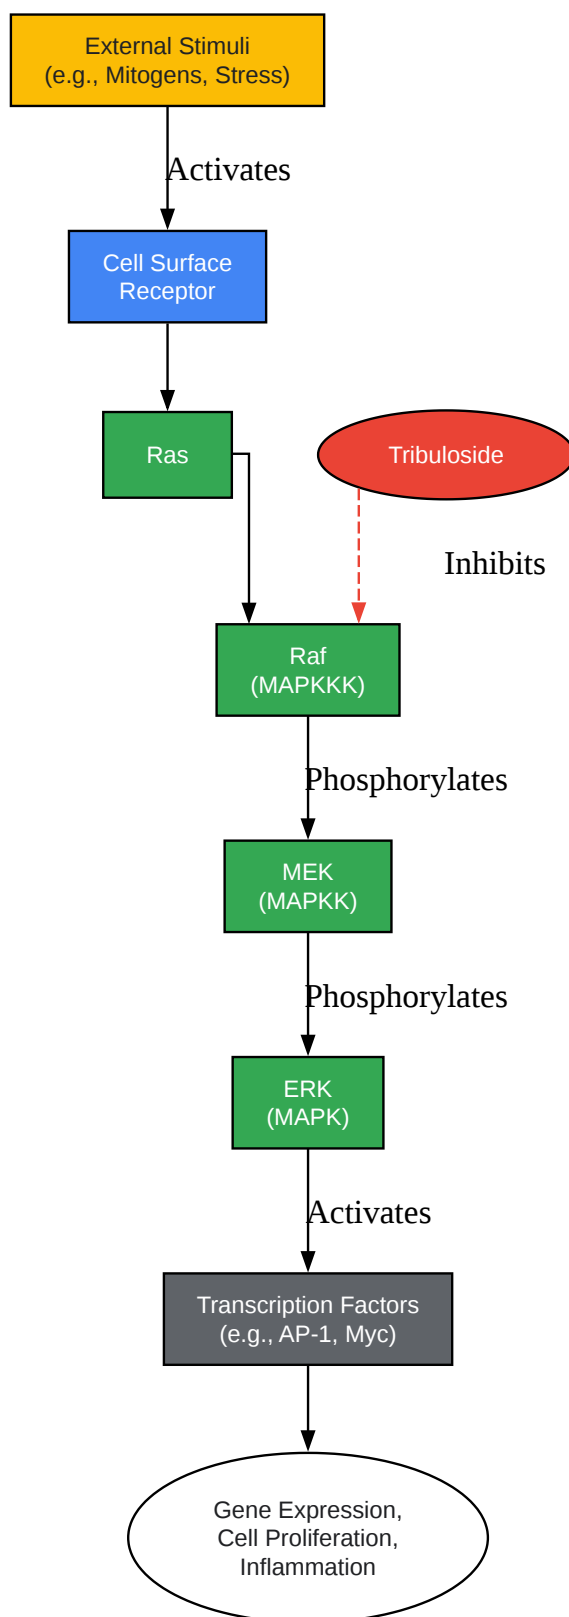 External Stimuli
(e.g., Mitogens, Stress)
Activates
Cell Surface
Receptor
Ras
Tribuloside
Inhibits
Raf
(MAPKKK)
Phosphorylates
MEK
(MAPKK)
Phosphorylates
ERK
(MAPK)
Activates
Transcription Factors
(e.g., AP-1, Myc)
Gene Expression,
Cell Proliferation,
Inflammation